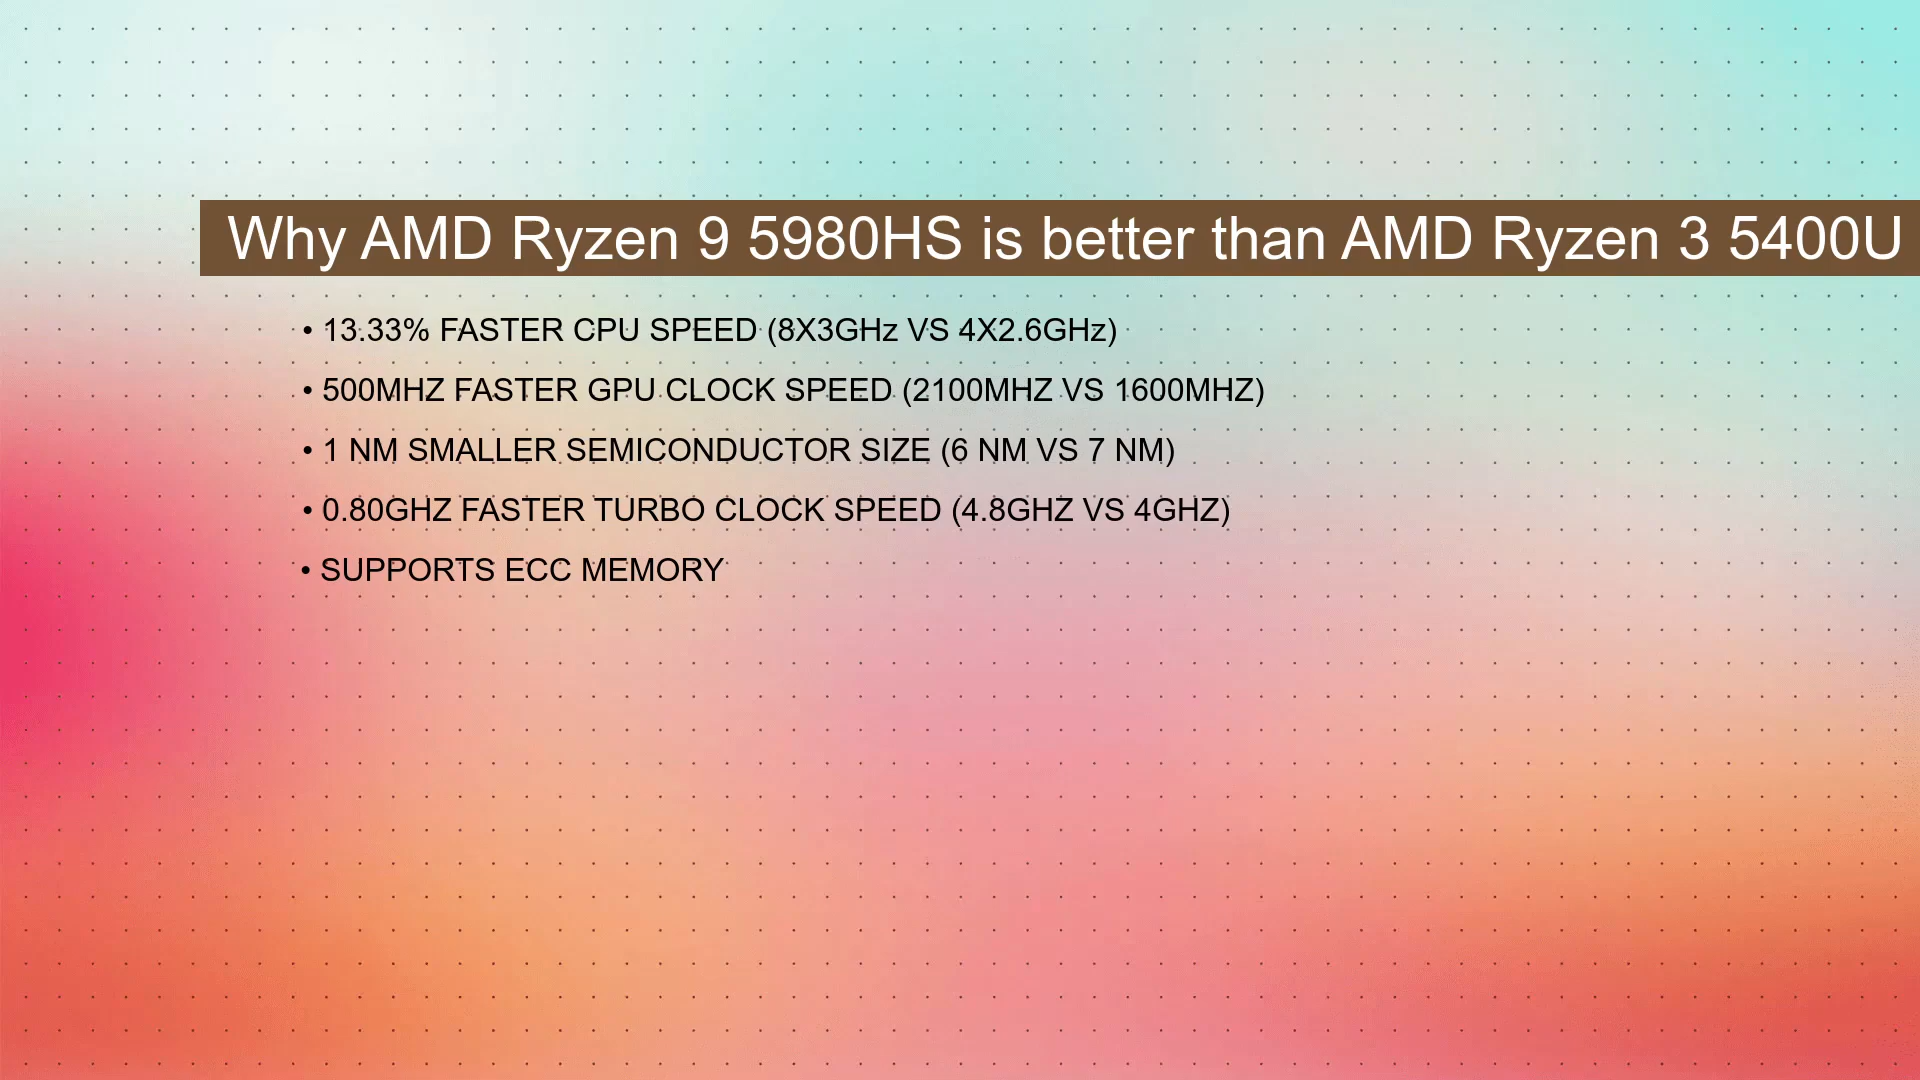 Why AMD Ryzen 9 5980HS is better than AMD Ryzen 3 5400U
• 13.33% FASTER CPU SPEED (8X3GHz VS 4X2.6GHz)
• 500MHZ FASTER GPU CLOCK SPEED (2100MHZ VS 1600MHZ)
• 1 NM SMALLER SEMICONDUCTOR SIZE (6 NM VS 7 NM)
• 0.80GHZ FASTER TURBO CLOCK SPEED (4.8GHZ VS 4GHZ)
• SUPPORTS ECC MEMORY